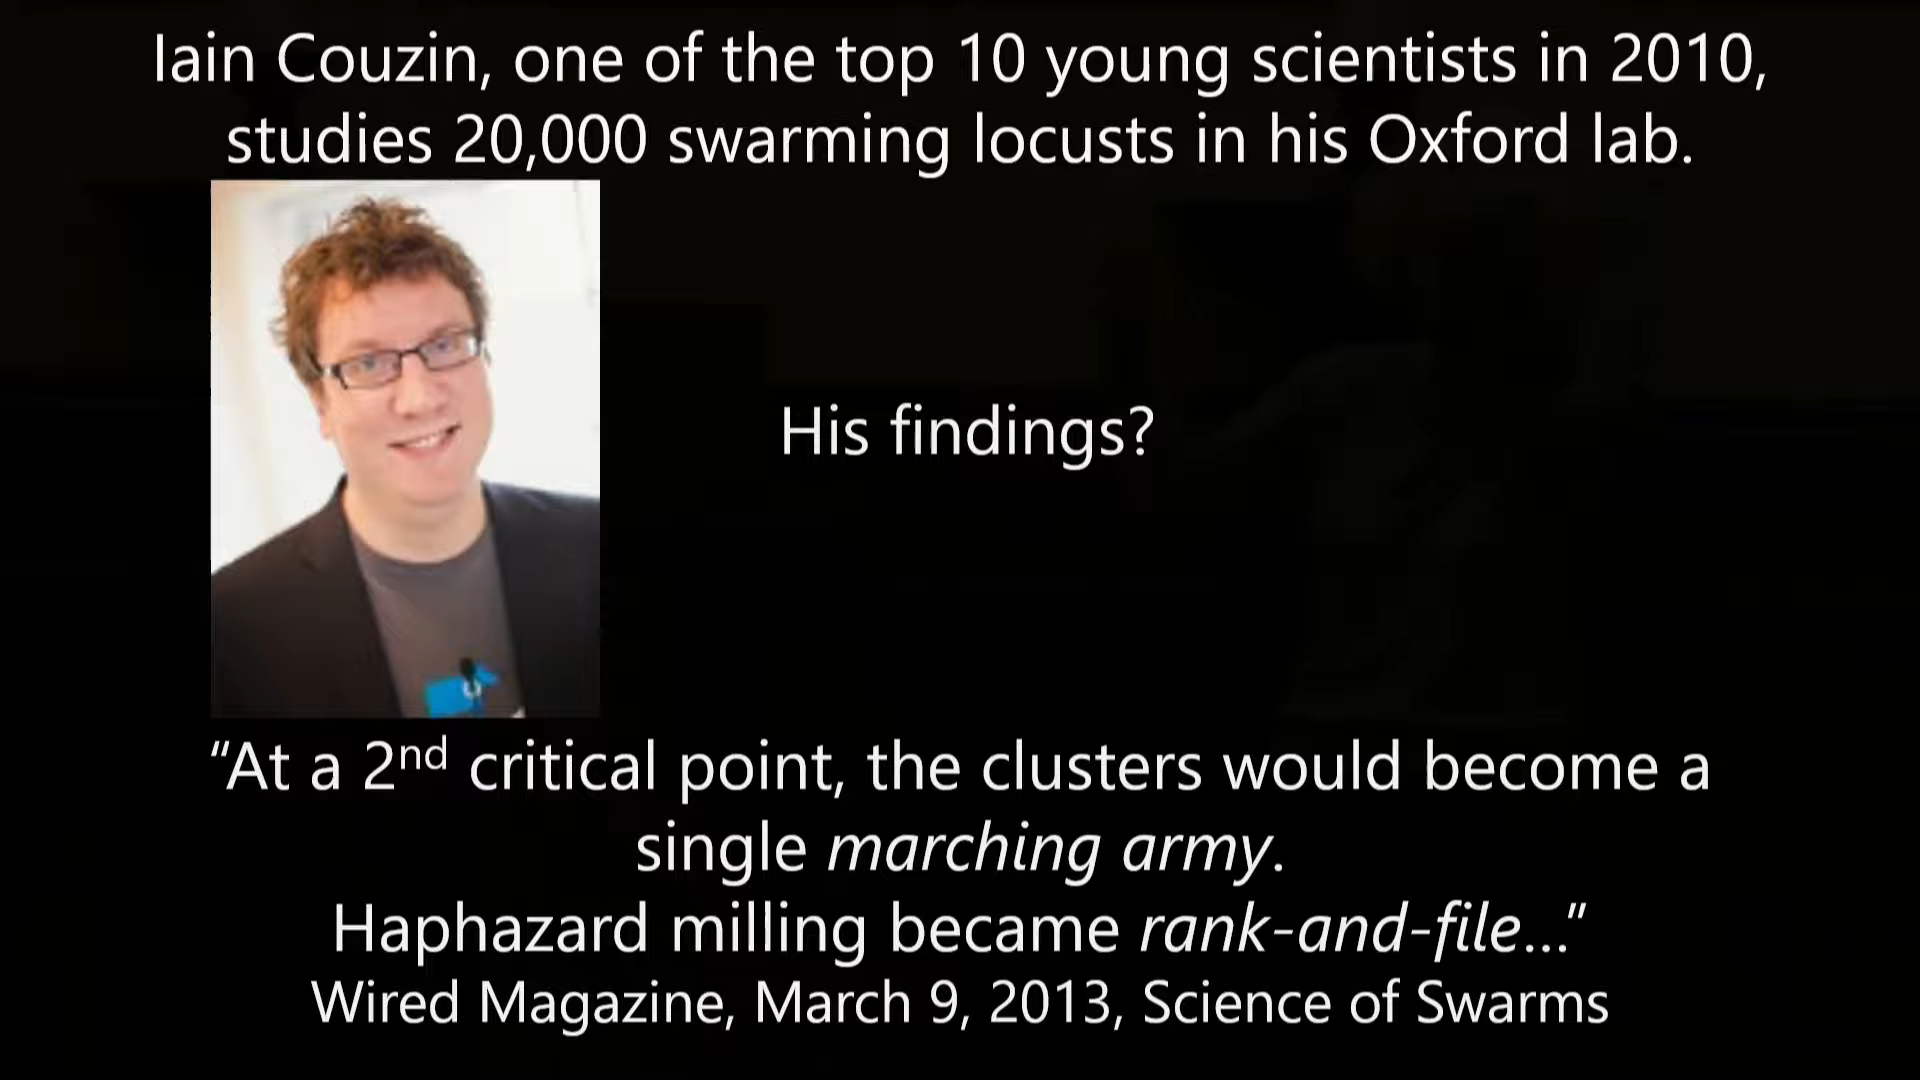 Iain Couzin, one of the top 10 young scientists in 2010,
studies 20,000 swarming locusts in his Oxford lab.
His findings?
“At a 2nd critical point, the clusters would become a
single marching army.
Haphazard milling became rank-and-file…”
Wired Magazine, March 9, 2013, Science of Swarms